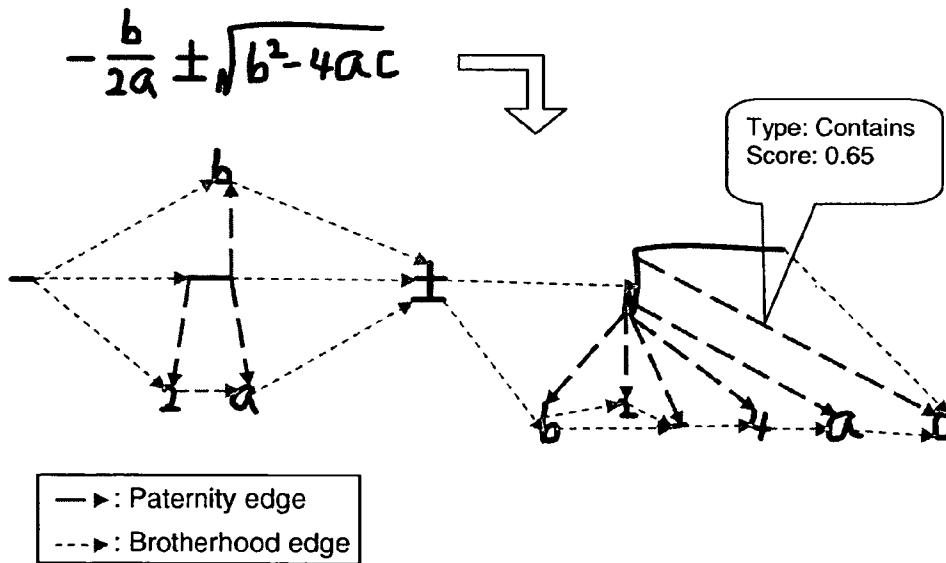 -b/2a ± √b²-4ac
Type: Contains
Score: 0.65
b
- — ± √
2 a
b 2 - 4 a c
: Paternity edge
: Brotherhood edge